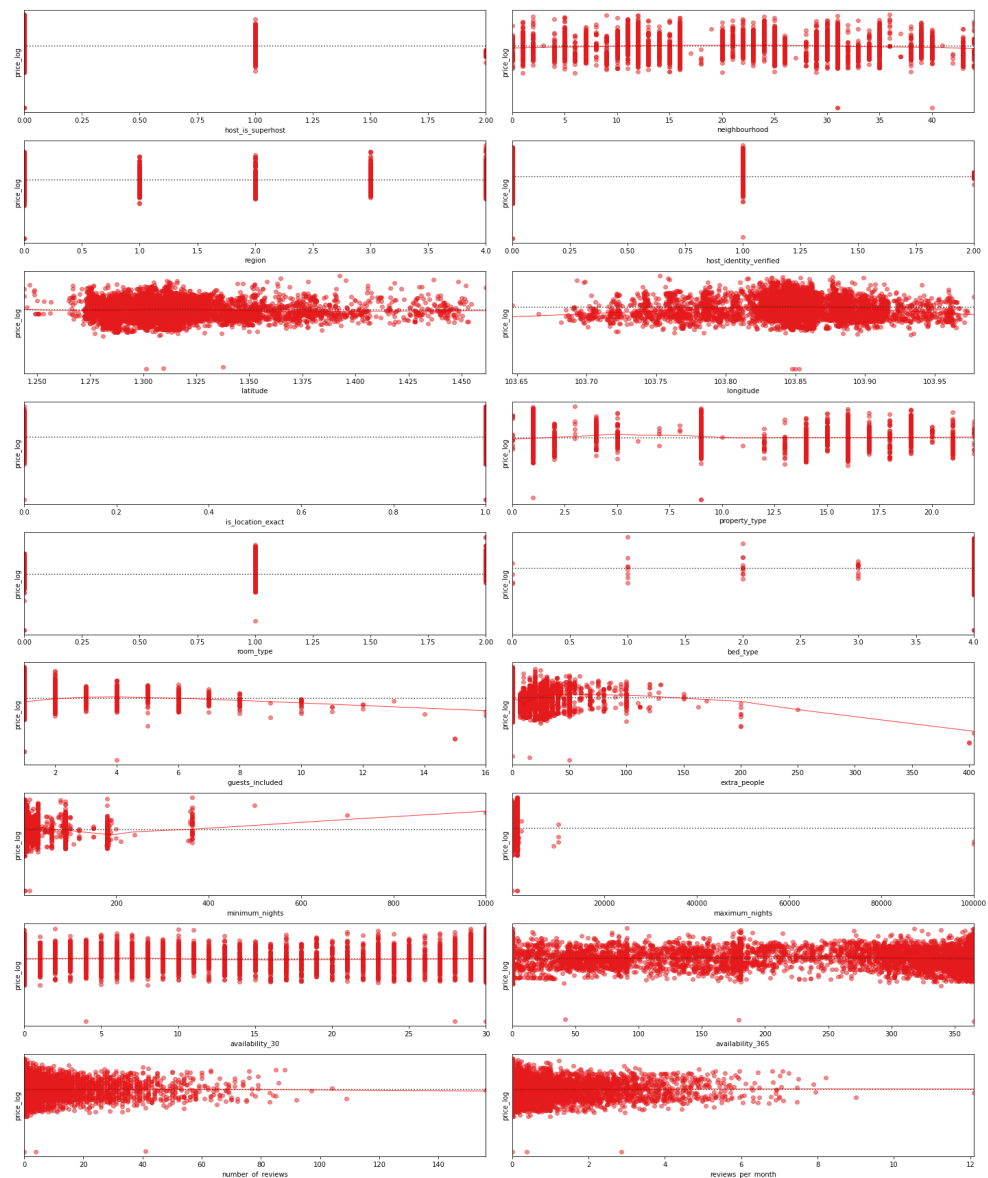 price_log
0.00 0.25 0.50 0.75 1.00 1.25 1.50 1.75 2.00
host_is_superhost
price_log
0 5 10 15 20 25 30 35 40
neighbourhood
price_log
0.0 0.5 1.0 1.5 2.0 2.5 3.0 3.5 4.0
region
price_log
0.00 0.25 0.50 0.75 1.00 1.25 1.50 1.75 2.00
host_identity_verified
price_log
1.250 1.275 1.300 1.325 1.350 1.375 1.400 1.425 1.450
latitude
price_log
103.65 103.70 103.75 103.80 103.85 103.90 103.95
longitude
price_log
0.0 0.2 0.4 0.6 0.8 1.0
is_location_exact
price_log
0.0 2.5 5.0 7.5 10.0 12.5 15.0 17.5 20.0
property_type
price_log
0.00 0.25 0.50 0.75 1.00 1.25 1.50 1.75 2.00
room_type
price_log
0.0 0.5 1.0 1.5 2.0 2.5 3.0 3.5 4.0
bed_type
price_log
2 4 6 8 10 12 14 16
guests_included
price_log
0 50 100 150 200 250 300 350 400
extra_people
price_log
200 400 600 800 1000
minimum_nights
price_log
20000 40000 60000 80000 100000
maximum_nights
price_log
0 5 10 15 20 25 30
availability_30
price_log
0 50 100 150 200 250 300 350
availability_365
price_log
0 20 40 60 80 100 120 140
number_of_reviews
price_log
0 2 4 6 8 10 12
reviews_per_month